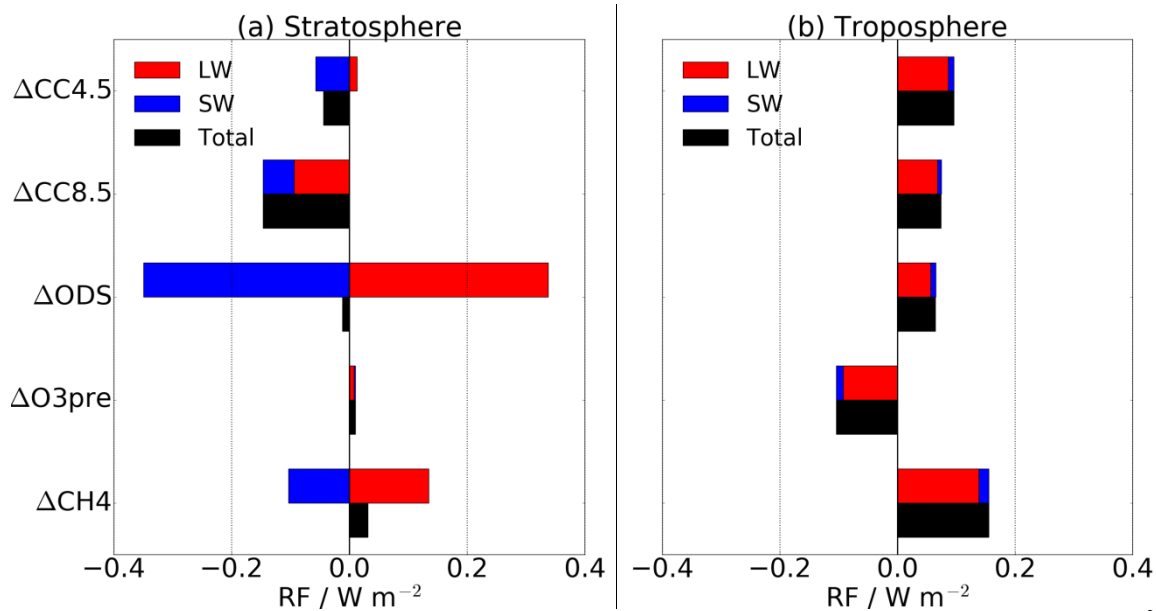 (a) Stratosphere
LW
SW
Total
ΔCC4.5
ΔCC8.5
ΔODS
ΔO3pre
ΔCH4
−0.4 −0.2 0.0 0.2 0.4
RF / W m⁻²
(b) Troposphere
LW
SW
Total
−0.4 −0.2 0.0 0.2 0.4
RF / W m⁻²